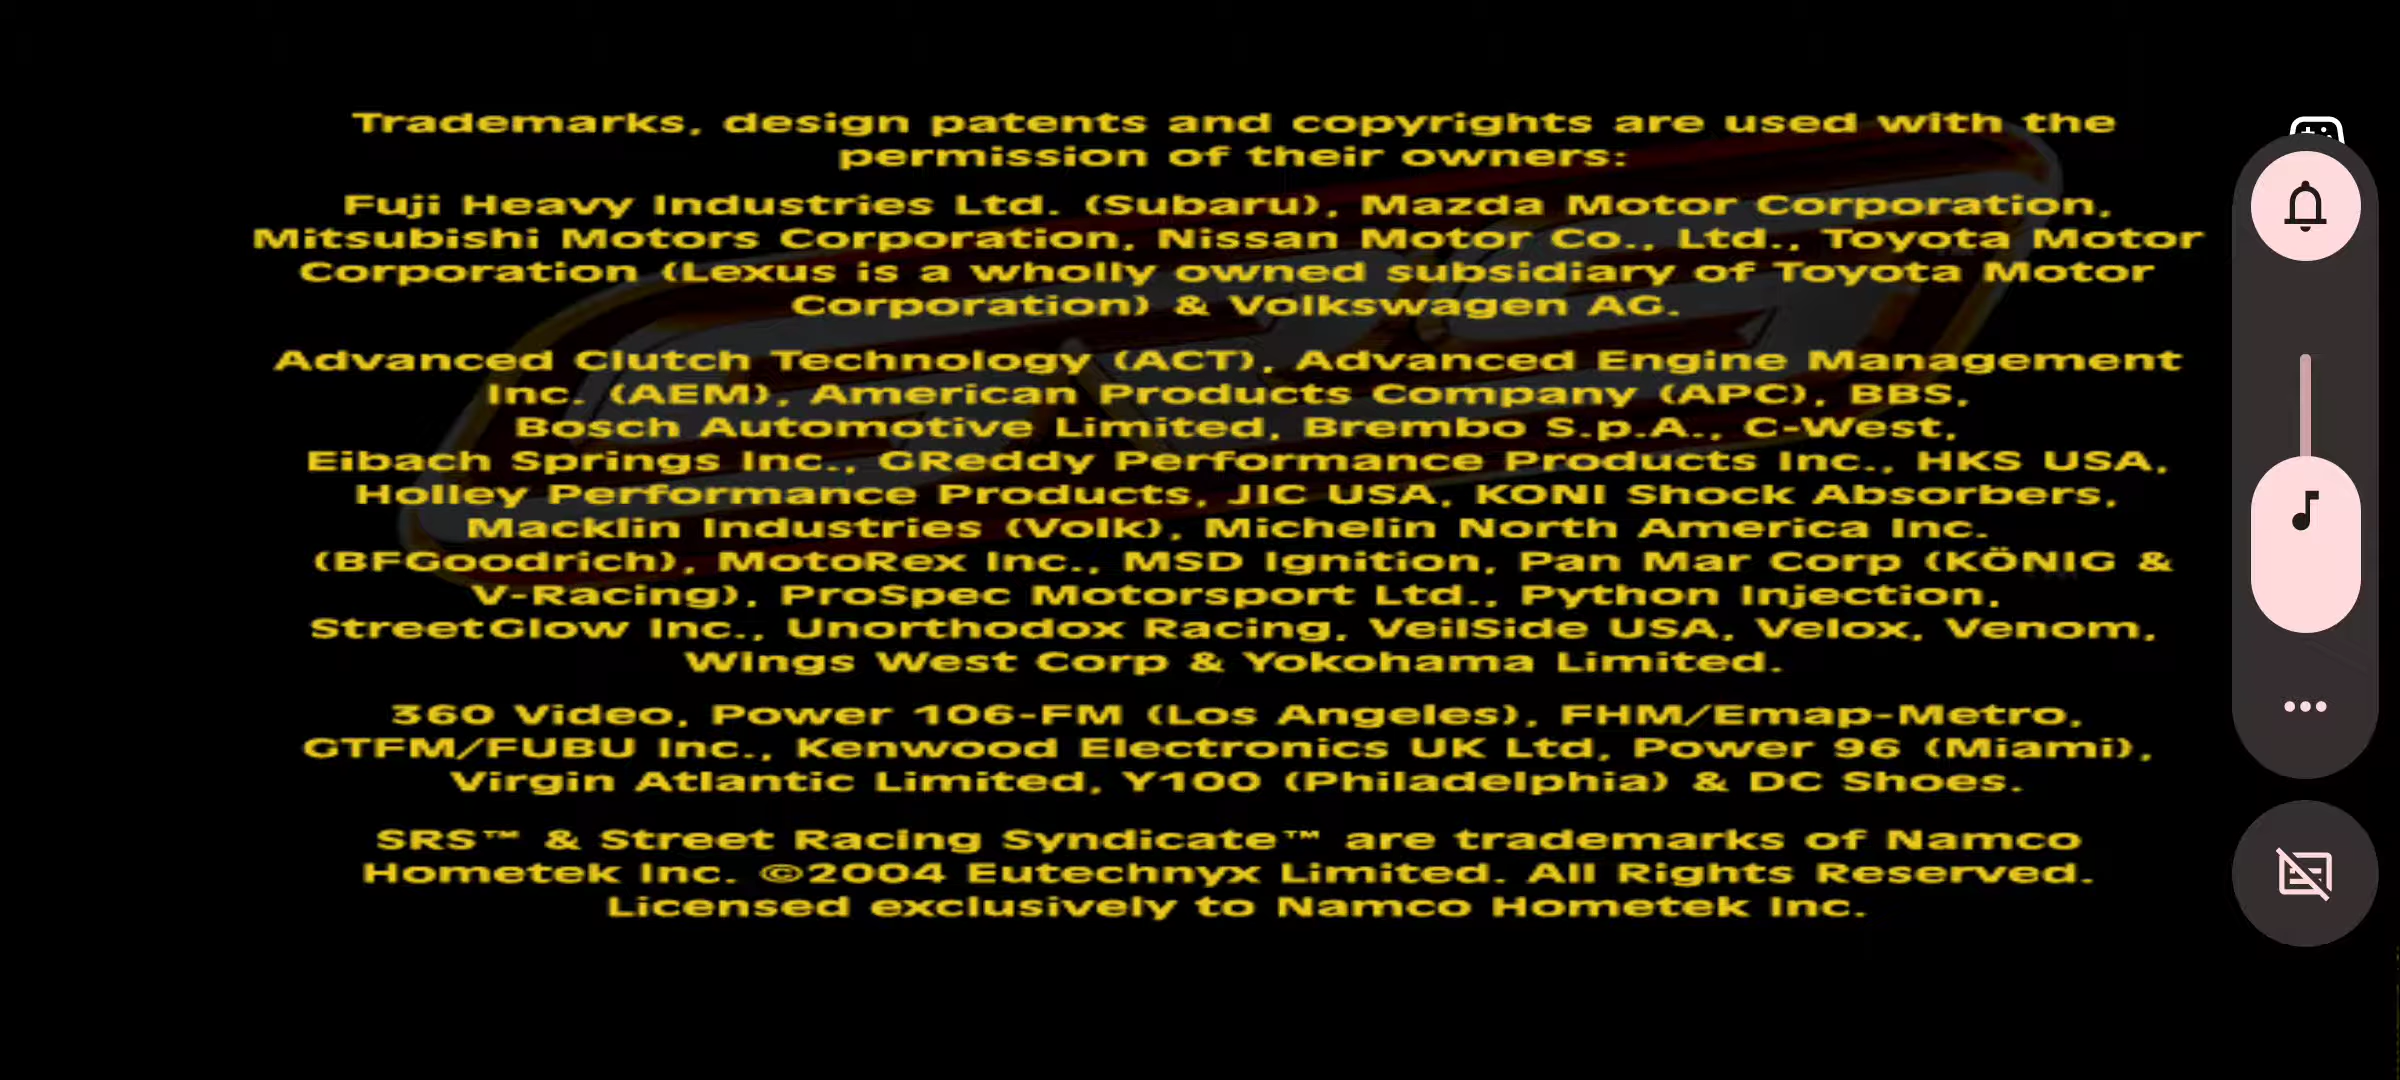 Trademarks, design patents and copyrights are used with the
permission of their owners:
Fuji Heavy Industries Ltd. (Subaru), Mazda Motor Corporation,
Mitsubishi Motors Corporation, Nissan Motor Co., Ltd., Toyota Motor
Corporation (Lexus is a wholly owned subsidiary of Toyota Motor
Corporation) & Volkswagen AG.
Advanced Clutch Technology (ACT), Advanced Engine Management
Inc. (AEM), American Products Company (APC), BBS,
Bosch Automotive Limited, Brembo S.p.A., C-West,
Eibach Springs Inc., GReddy Performance Products Inc., HKS USA,
Holley Performance Products, JIC USA, KONI Shock Absorbers,
Macklin Industries (Volk), Michelin North America Inc.
(BFGoodrich), MotoRex Inc., MSD Ignition, Pan Mar Corp (KÖNIG &
V-Racing), ProSpec Motorsport Ltd., Python Injection,
StreetGlow Inc., Unorthodox Racing, VeilSide USA, Velox, Venom,
Wings West Corp & Yokohama Limited.
360 Video, Power 106-FM (Los Angeles), FHM/Emap-Metro,
GTFM/FUBU Inc., Kenwood Electronics UK Ltd, Power 96 (Miami),
Virgin Atlantic Limited, Y100 (Philadelphia) & DC Shoes.
SRS™ & Street Racing Syndicate™ are trademarks of Namco
Hometek Inc. ©2004 Eutechnyx Limited. All Rights Reserved.
Licensed exclusively to Namco Hometek Inc.